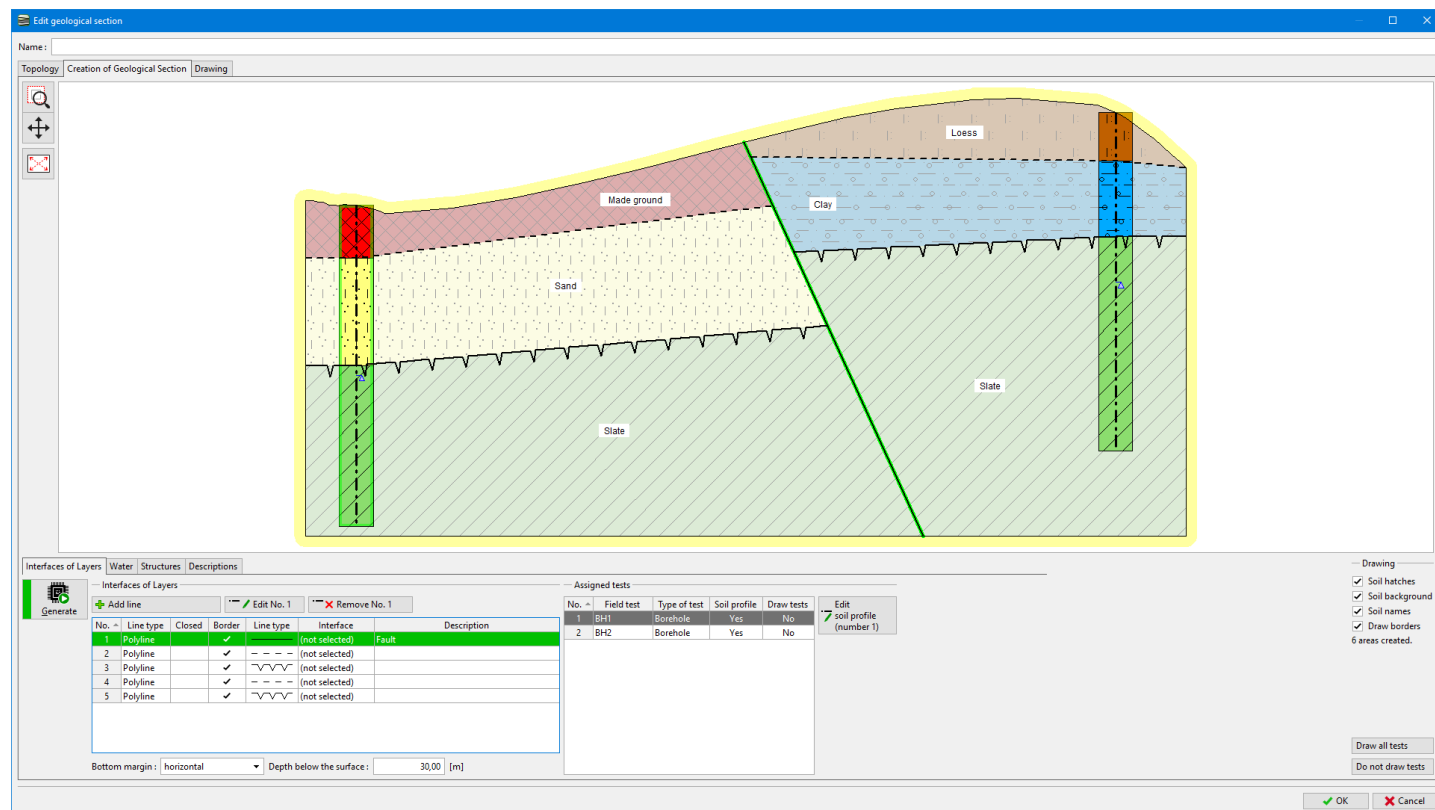 Edit geological section
Name :
Topology Creation of Geological Section Drawing
Loess
Made ground
Clay
Sand
Slate
Slate
Interfaces of Layers Water Structures Descriptions
Generate
Interfaces of Layers
Add line Edit No. 1 Remove No. 1
No. Line type Closed Border Line type Interface Description
1 Polyline (not selected) Fault
2 Polyline (not selected)
3 Polyline (not selected)
4 Polyline (not selected)
5 Polyline (not selected)
Bottom margin : horizontal Depth below the surface : 30,00 [m]
Assigned tests
No. Field test Type of test Soil profile Draw tests
1 BH1 Borehole Yes No
2 BH2 Borehole Yes No
Edit
soil profile
(number 1)
Drawing
Soil hatches
Soil background
Soil names
Draw borders
6 areas created.
Draw all tests
Do not draw tests
OK Cancel